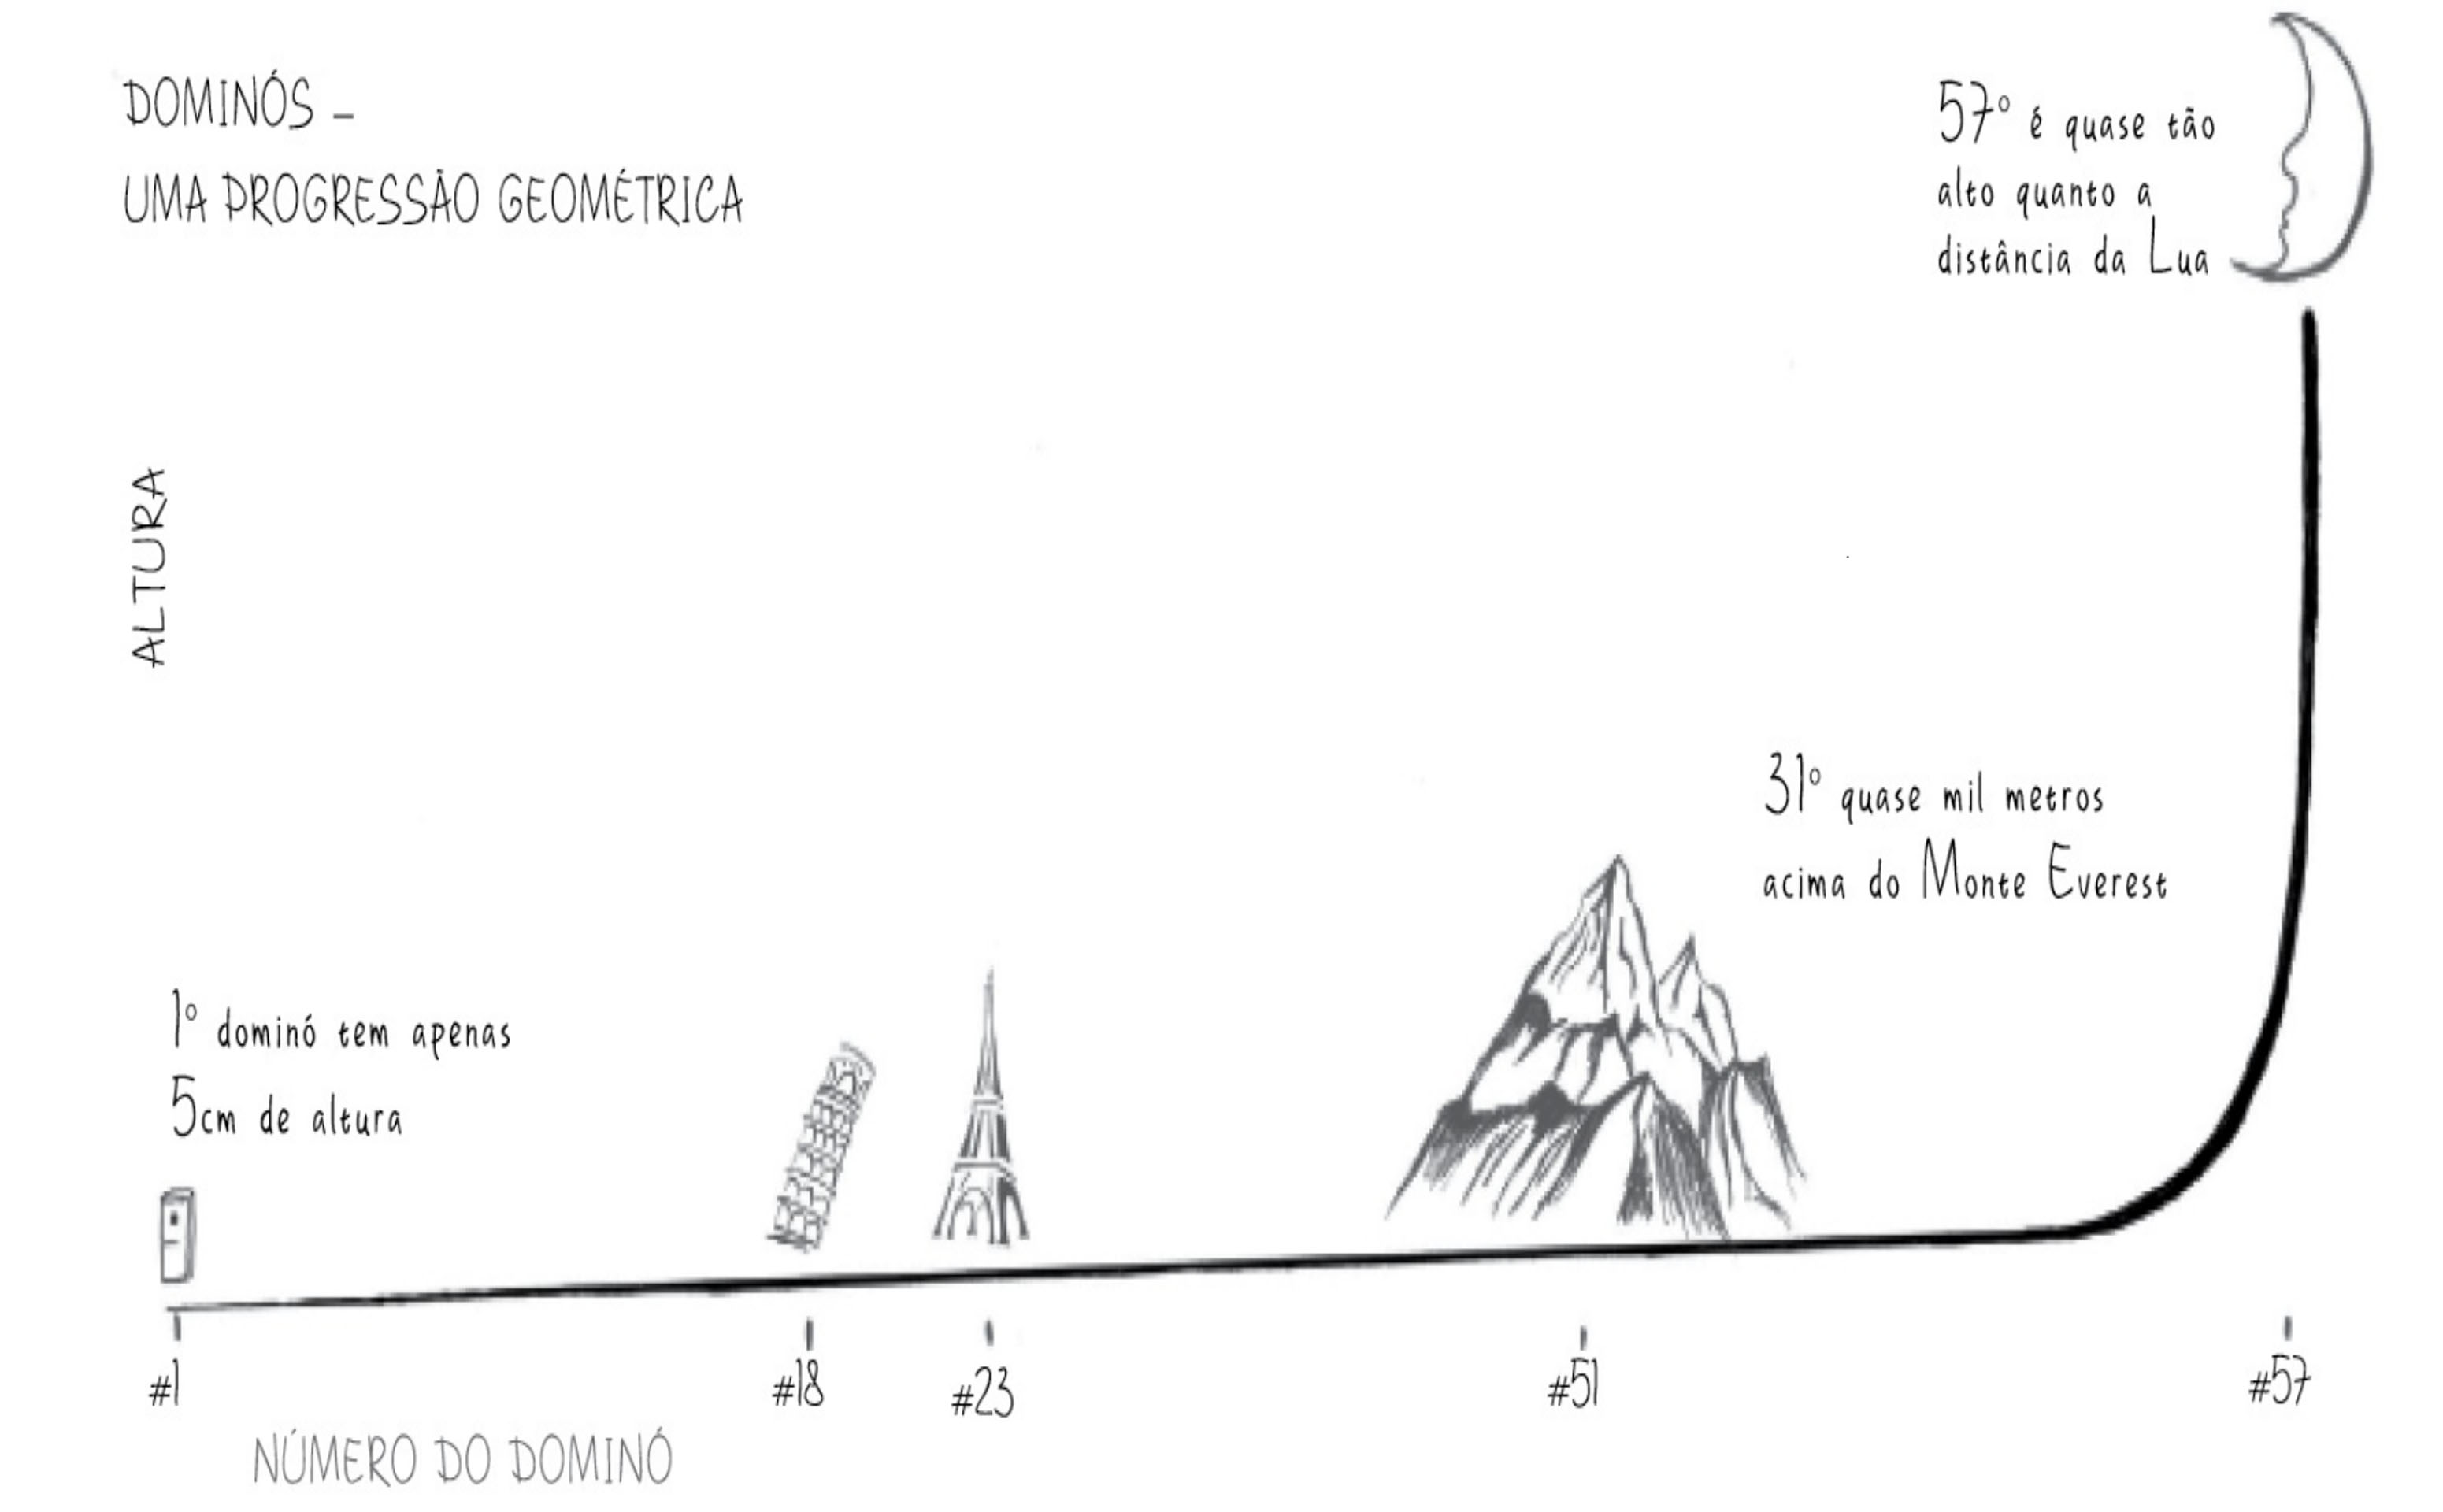 DOMINÓS –
UMA PROGRESSÃO GEOMÉTRICA
57º é quase tão
alto quanto a
distância da Lua
ALTURA
31º quase mil metros
acima do Monte Everest
1º dominó tem apenas
5cm de altura
#1
#18
#23
#51
#57
NÚMERO DO DOMINÓ